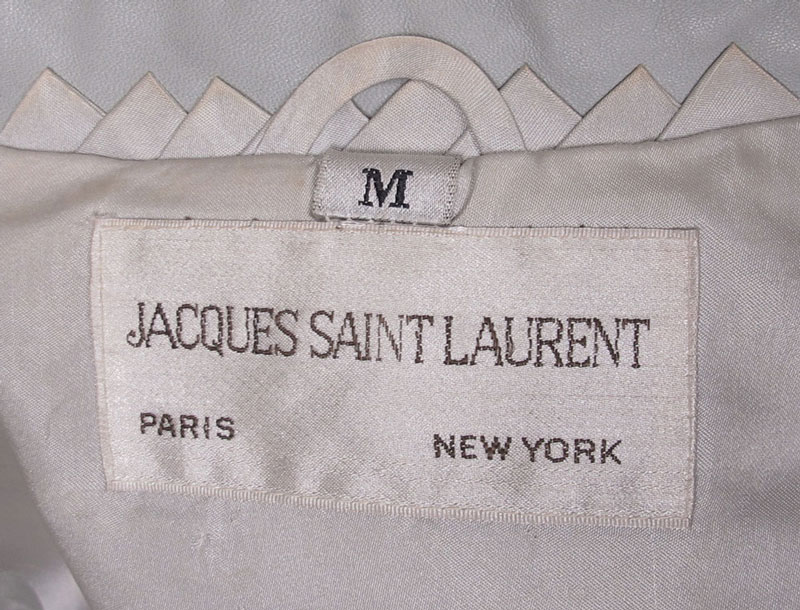 M
JACQUES SAINT LAURENT
PARIS
NEW YORK